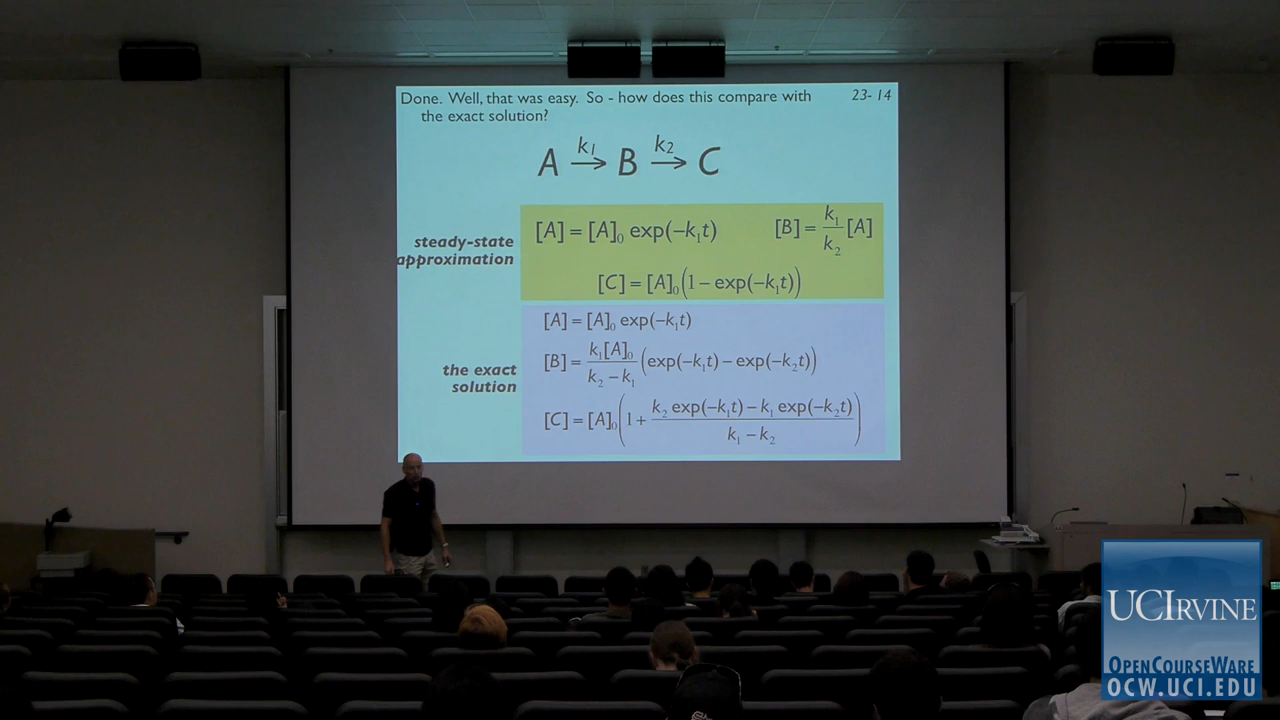 Done. Well, that was easy. So - how does this compare with
23- 14
the exact solution?
A k₁→ B k₂→ C
steady-state
approximation
[A] = [A]₀ exp(−k₁t)
[B] = k₁/k₂ [A]
[C] = [A]₀(1 − exp(−k₁t))
the exact
solution
[A] = [A]₀ exp(−k₁t)
[B] = k₁[A]₀/(k₂ − k₁) (exp(−k₁t) − exp(−k₂t))
[C] = [A]₀(1 + (k₂ exp(−k₁t) − k₁ exp(−k₂t))/(k₁ − k₂))
UCIRVINE
OPENCOURSEWARE
OCW.UCI.EDU